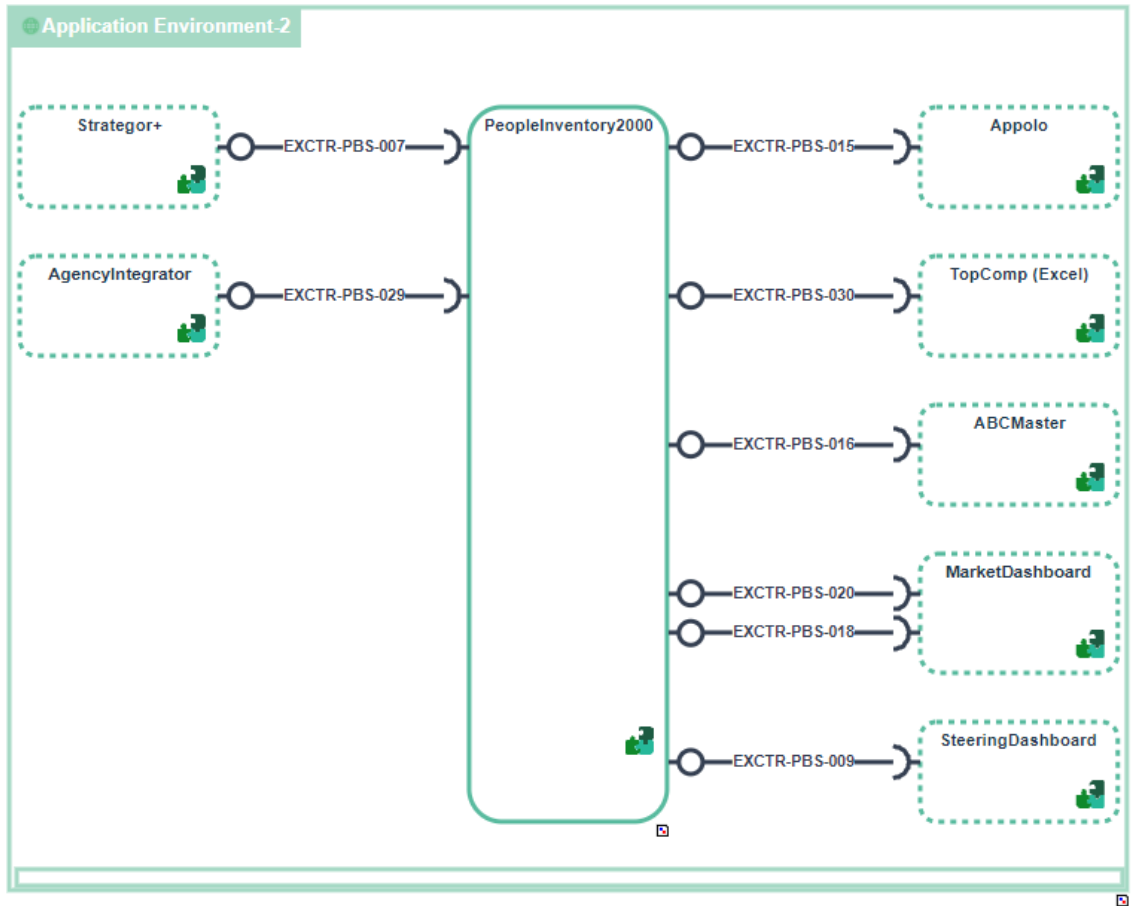 Application Environment-2
Strategor+
EXCTR-PBS-007
PeopleInventory2000
EXCTR-PBS-015
Appolo
AgencyIntegrator
EXCTR-PBS-029
EXCTR-PBS-030
TopComp (Excel)
EXCTR-PBS-016
ABCMaster
EXCTR-PBS-020
MarketDashboard
EXCTR-PBS-018
EXCTR-PBS-009
SteeringDashboard